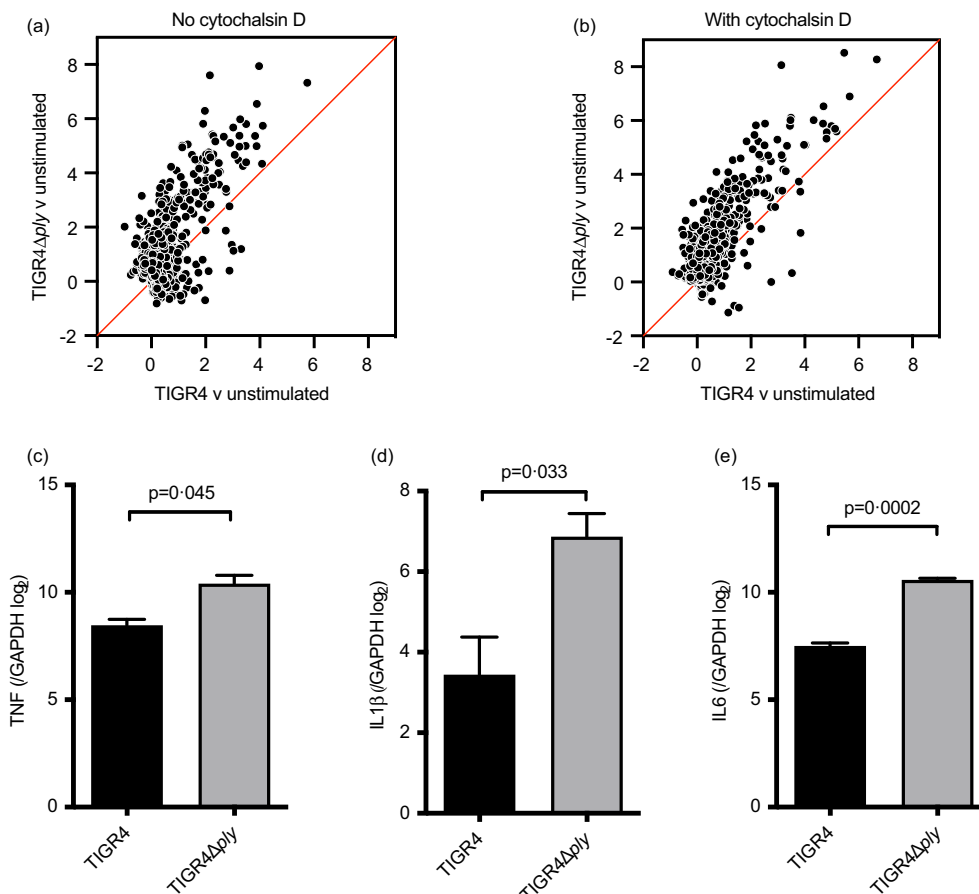 (a)
No cytochalsin D
8
6
4
2
0
-2
TIGR4Δply v unstimulated
-2 0 2 4 6 8
TIGR4 v unstimulated
(b)
With cytochalsin D
8
6
4
2
0
-2
TIGR4Δply v unstimulated
-2 0 2 4 6 8
TIGR4 v unstimulated
(c)
15
10
5
0
TNF (/GAPDH log₂)
p=0·045
TIGR4
TIGR4Δply
(d)
8
6
4
2
0
IL1β (/GAPDH log₂)
p=0·033
TIGR4
TIGR4Δply
(e)
15
10
5
0
IL6 (/GAPDH log₂)
p=0·0002
TIGR4
TIGR4Δply